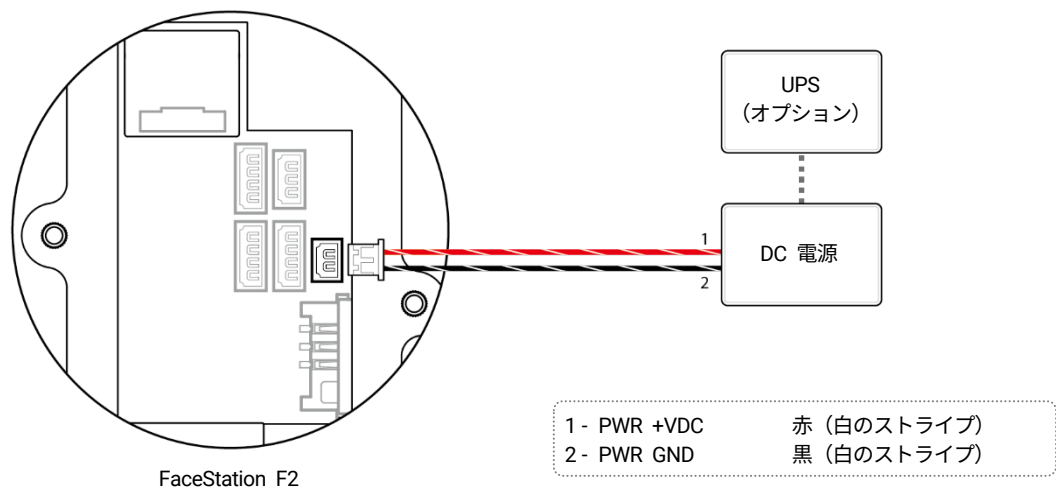 UPS
（オプション）
1
DC 電源
2
1 - PWR +VDC 赤（白のストライプ）
2 - PWR GND 黒（白のストライプ）
FaceStation F2